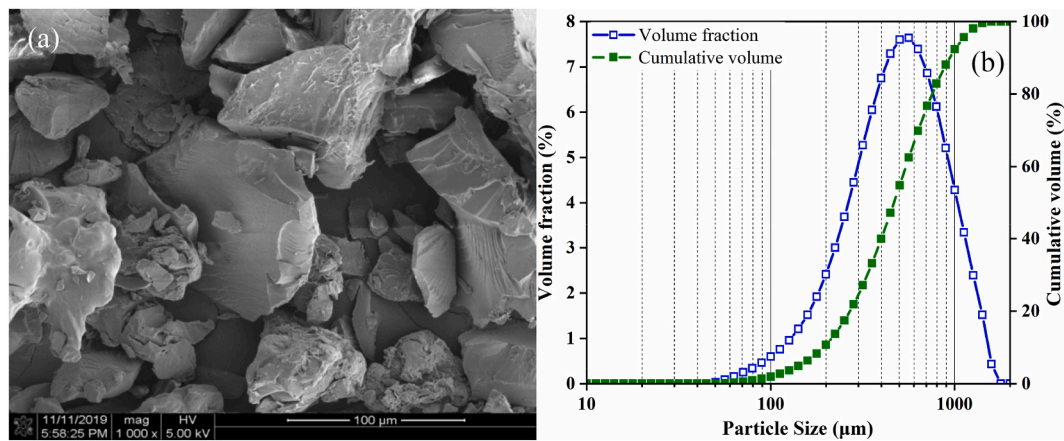 (a)
11/11/2019 mag HV 100 µm
5:58:25 PM 1 000 x 5.00 kV
(b)
Volume fraction
Cumulative volume
Volume fraction (%)
8
7
6
5
4
3
2
1
0
100
80
60
40
20
0
Cumulative volume (%)
10 100 1000
Particle Size (µm)